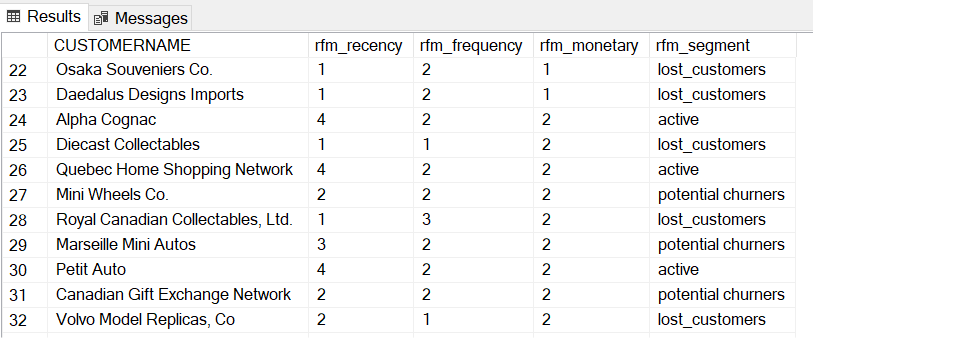 Results Messages
CUSTOMERNAME rfm_recency rfm_frequency rfm_monetary rfm_segment
22 Osaka Souveniers Co. 1 2 1 lost_customers
23 Daedalus Designs Imports 1 2 1 lost_customers
24 Alpha Cognac 4 2 2 active
25 Diecast Collectables 1 1 2 lost_customers
26 Quebec Home Shopping Network 4 2 2 active
27 Mini Wheels Co. 2 2 2 potential churners
28 Royal Canadian Collectables, Ltd. 1 3 2 lost_customers
29 Marseille Mini Autos 3 2 2 potential churners
30 Petit Auto 4 2 2 active
31 Canadian Gift Exchange Network 2 2 2 potential churners
32 Volvo Model Replicas, Co 2 1 2 lost_customers